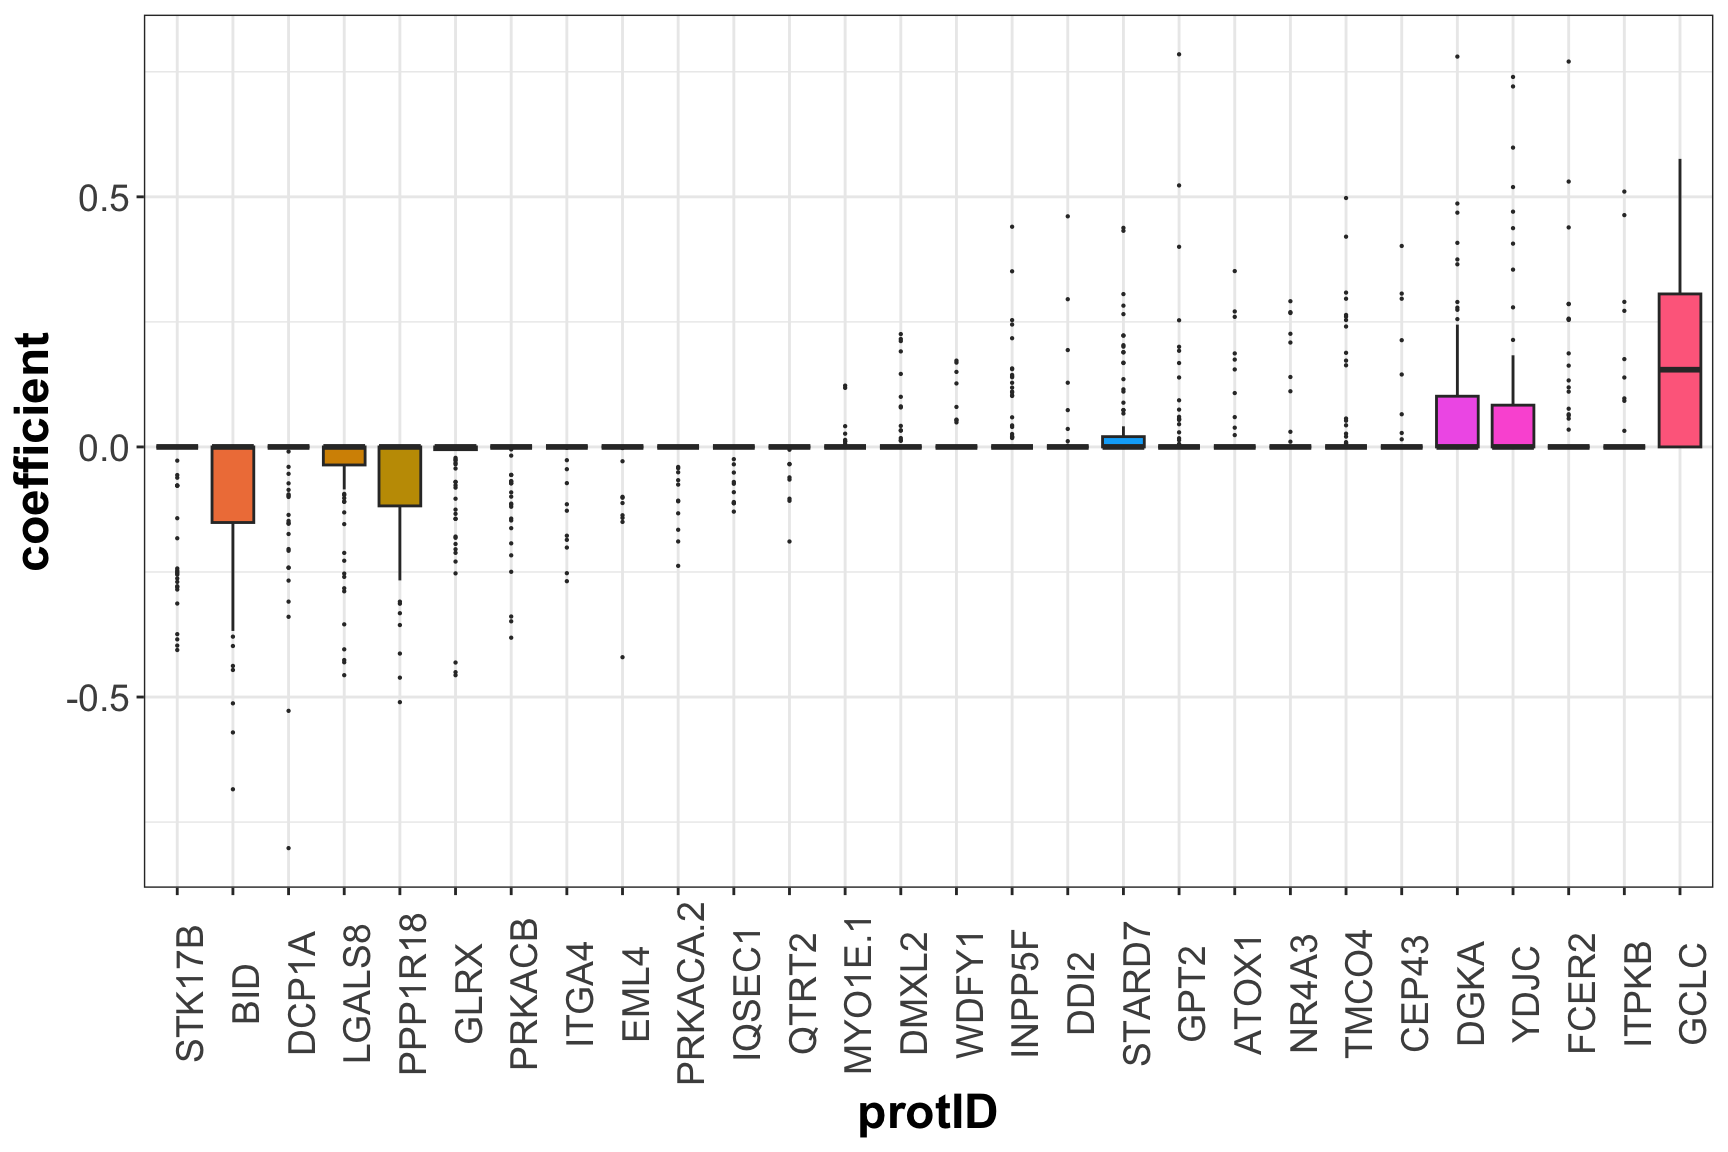 coefficient
0.5
0.0
-0.5
STK17B
BID
DCP1A
LGALS8
PPP1R18
GLRX
PRKACB
ITGA4
EML4
PRKACA.2
IQSEC1
QTRT2
MYO1E.1
DMXL2
WDFY1
INPP5F
DDI2
STARD7
GPT2
ATOX1
NR4A3
TMCO4
CEP43
DGKA
YDJC
FCER2
ITPKB
GCLC
protID